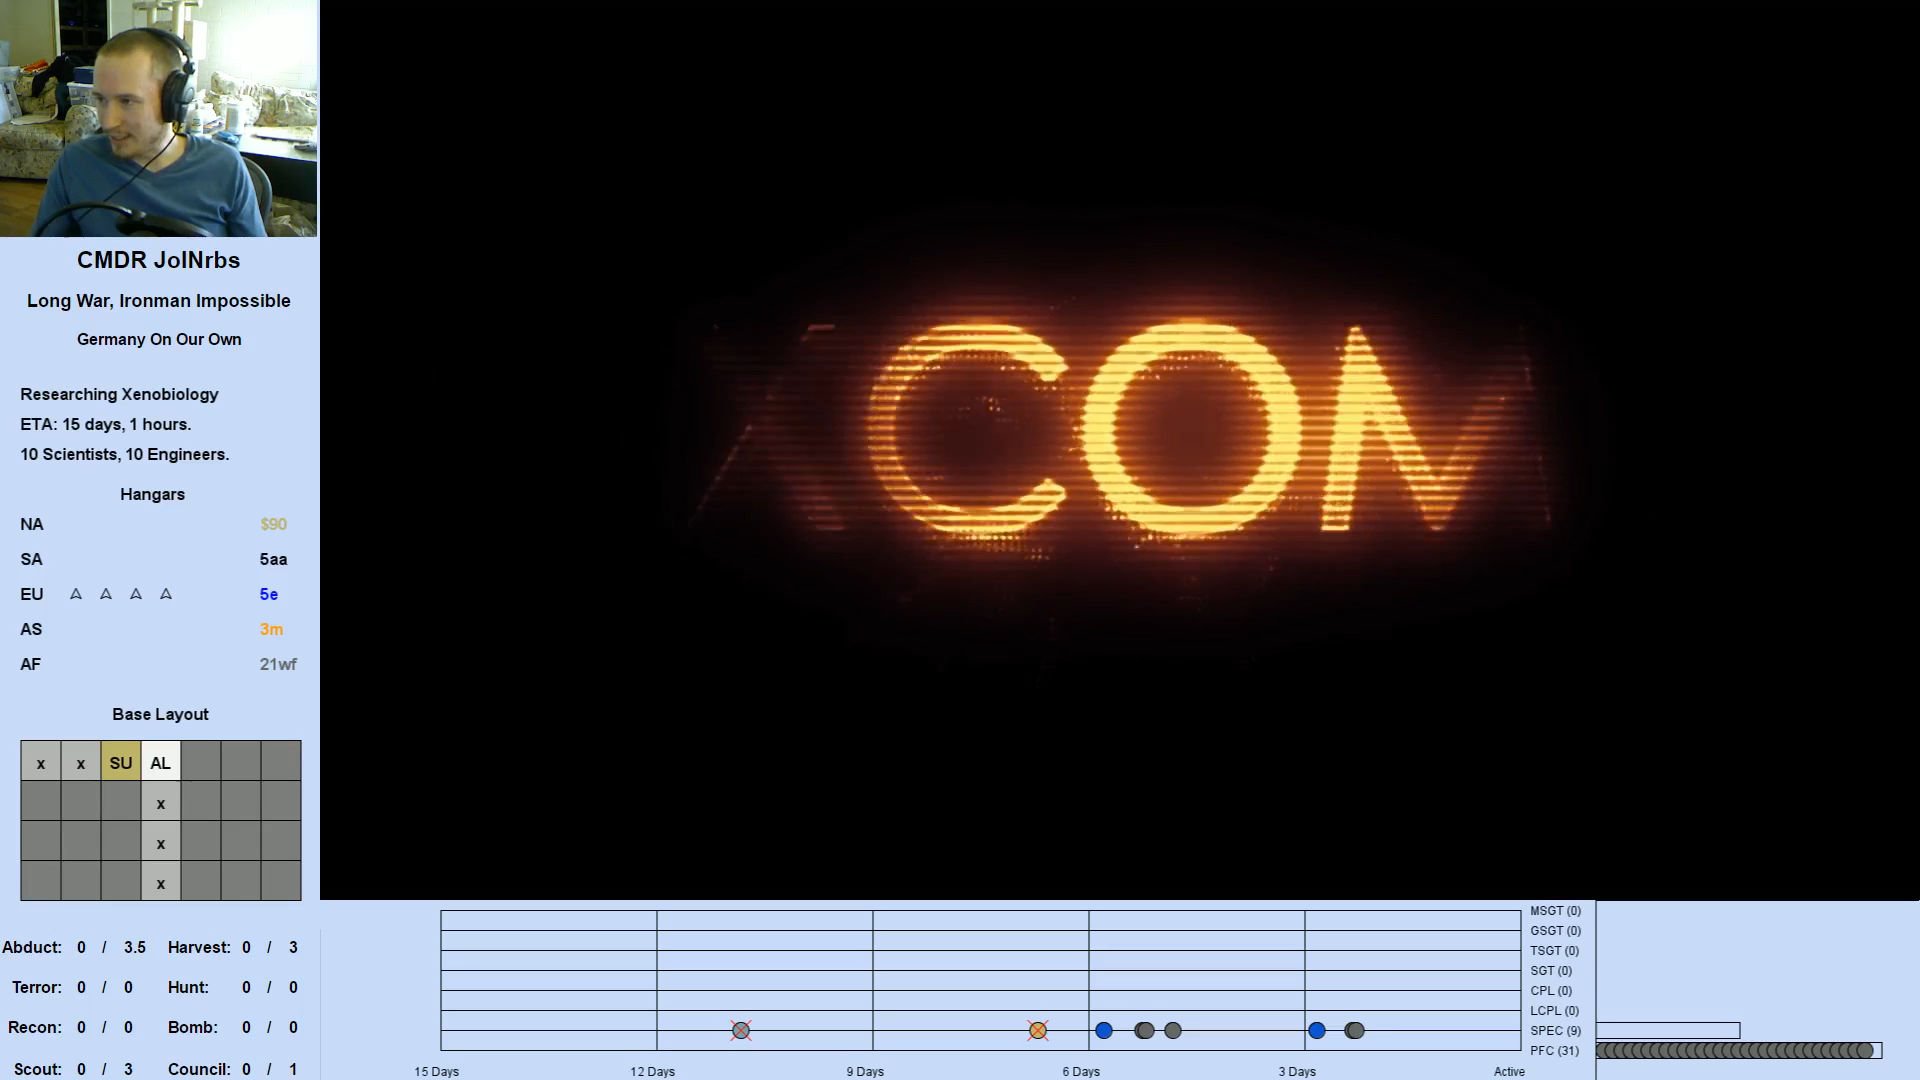 XCOM
CMDR JoINrbs
Long War, Ironman Impossible
Germany On Our Own
Researching Xenobiology
ETA: 15 days, 1 hours.
10 Scientists, 10 Engineers.
Hangars
NA $90
SA 5aa
EU 5e
AS 3m
AF 21wf
Base Layout
x x SU AL
x
x
x
Abduct: 0 / 3.5 Harvest: 0 / 3
Terror: 0 / 0 Hunt: 0 / 0
Recon: 0 / 0 Bomb: 0 / 0
Scout: 0 / 3 Council: 0 / 1
MSGT (0)
GSGT (0)
TSGT (0)
SGT (0)
CPL (0)
LCPL (0)
SPEC (9)
PFC (31)
15 Days 12 Days 9 Days 6 Days 3 Days Active